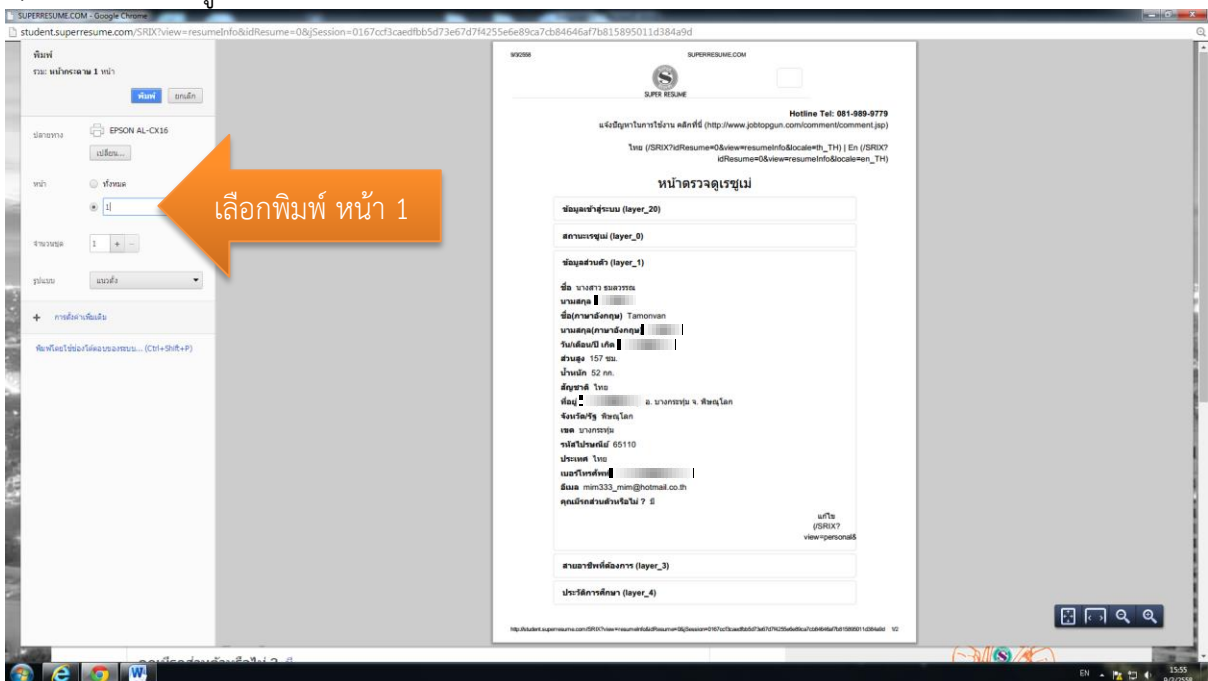 SUPERRESUME.COM - Google Chrome
student.superresume.com/SRIX?view=resumeInfo&idResume=0&jSession=0167ccf3caedfbb5d73e67d7f4255e6e89ca7cb84646af7b815895011d384a9d
พิมพ์
รวม: หน้ากระดาษ 1 หน้า
พิมพ์ ยกเลิก
ปลายทาง EPSON AL-CX16
เปลี่ยน...
หน้า ทั้งหมด
1
จำนวนชุด 1 + -
รูปแบบ แนวตั้ง
+ การตั้งค่าเพิ่มเติม
พิมพ์โดยใช้ช่องโต้ตอบของระบบ... (Ctrl+Shift+P)
เลือกพิมพ์ หน้า 1
SUPERRESUME.COM
SUPER RESUME
Hotline Tel: 081-989-9779
แจ้งปัญหาในการใช้งาน คลิกที่นี่ (http://www.jobtopgun.com/comment/comment.jsp)
ไทย (/SRIX?idResume=0&view=resumeInfo&locale=th_TH) | En (/SRIX?
idResume=0&view=resumeInfo&locale=en_TH)
หน้าตรวจดูเรซูเม่
ข้อมูลเข้าสู่ระบบ (layer_20)
สถานะเรซูเม่ (layer_0)
ข้อมูลส่วนตัว (layer_1)
ชื่อ นางสาว ธมลวรรณ
นามสกุล
ชื่อ(ภาษาอังกฤษ) Tamonvan
นามสกุล(ภาษาอังกฤษ)
วัน/เดือน/ปี เกิด
ส่วนสูง 157 ซม.
น้ำหนัก 52 กก.
สัญชาติ ไทย
ที่อยู่ อ. บางกระทุ่ม จ. พิษณุโลก
จังหวัด/รัฐ พิษณุโลก
เขต บางกระทุ่ม
รหัสไปรษณีย์ 65110
ประเทศ ไทย
เบอร์โทรศัพท์
อีเมล mim333_mim@hotmail.co.th
คุณมีรถส่วนตัวหรือไม่ ? มี
แก้ไข
(/SRIX?
view=personal&
สายอาชีพที่ต้องการ (layer_3)
ประวัติการศึกษา (layer_4)
1/2
EN 15:55